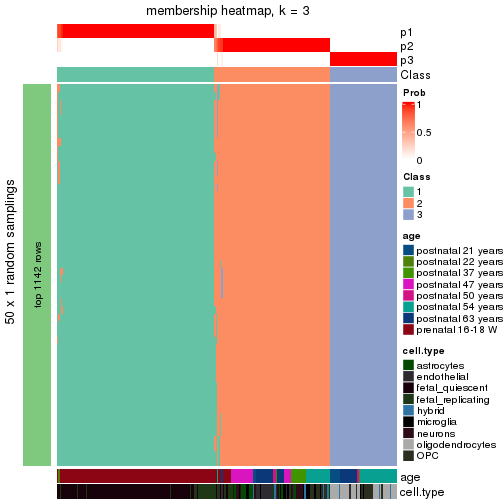 membership heatmap, k = 3
p1
p2
p3
Class
50 x 1 random samplings
top 1142 rows
Prob
1
0.5
0
Class
1
2
3
age
postnatal 21 years
postnatal 22 years
postnatal 37 years
postnatal 47 years
postnatal 50 years
postnatal 54 years
postnatal 63 years
prenatal 16-18 W
cell.type
astrocytes
endothelial
fetal_quiescent
fetal_replicating
hybrid
microglia
neurons
oligodendrocytes
OPC
age
cell.type